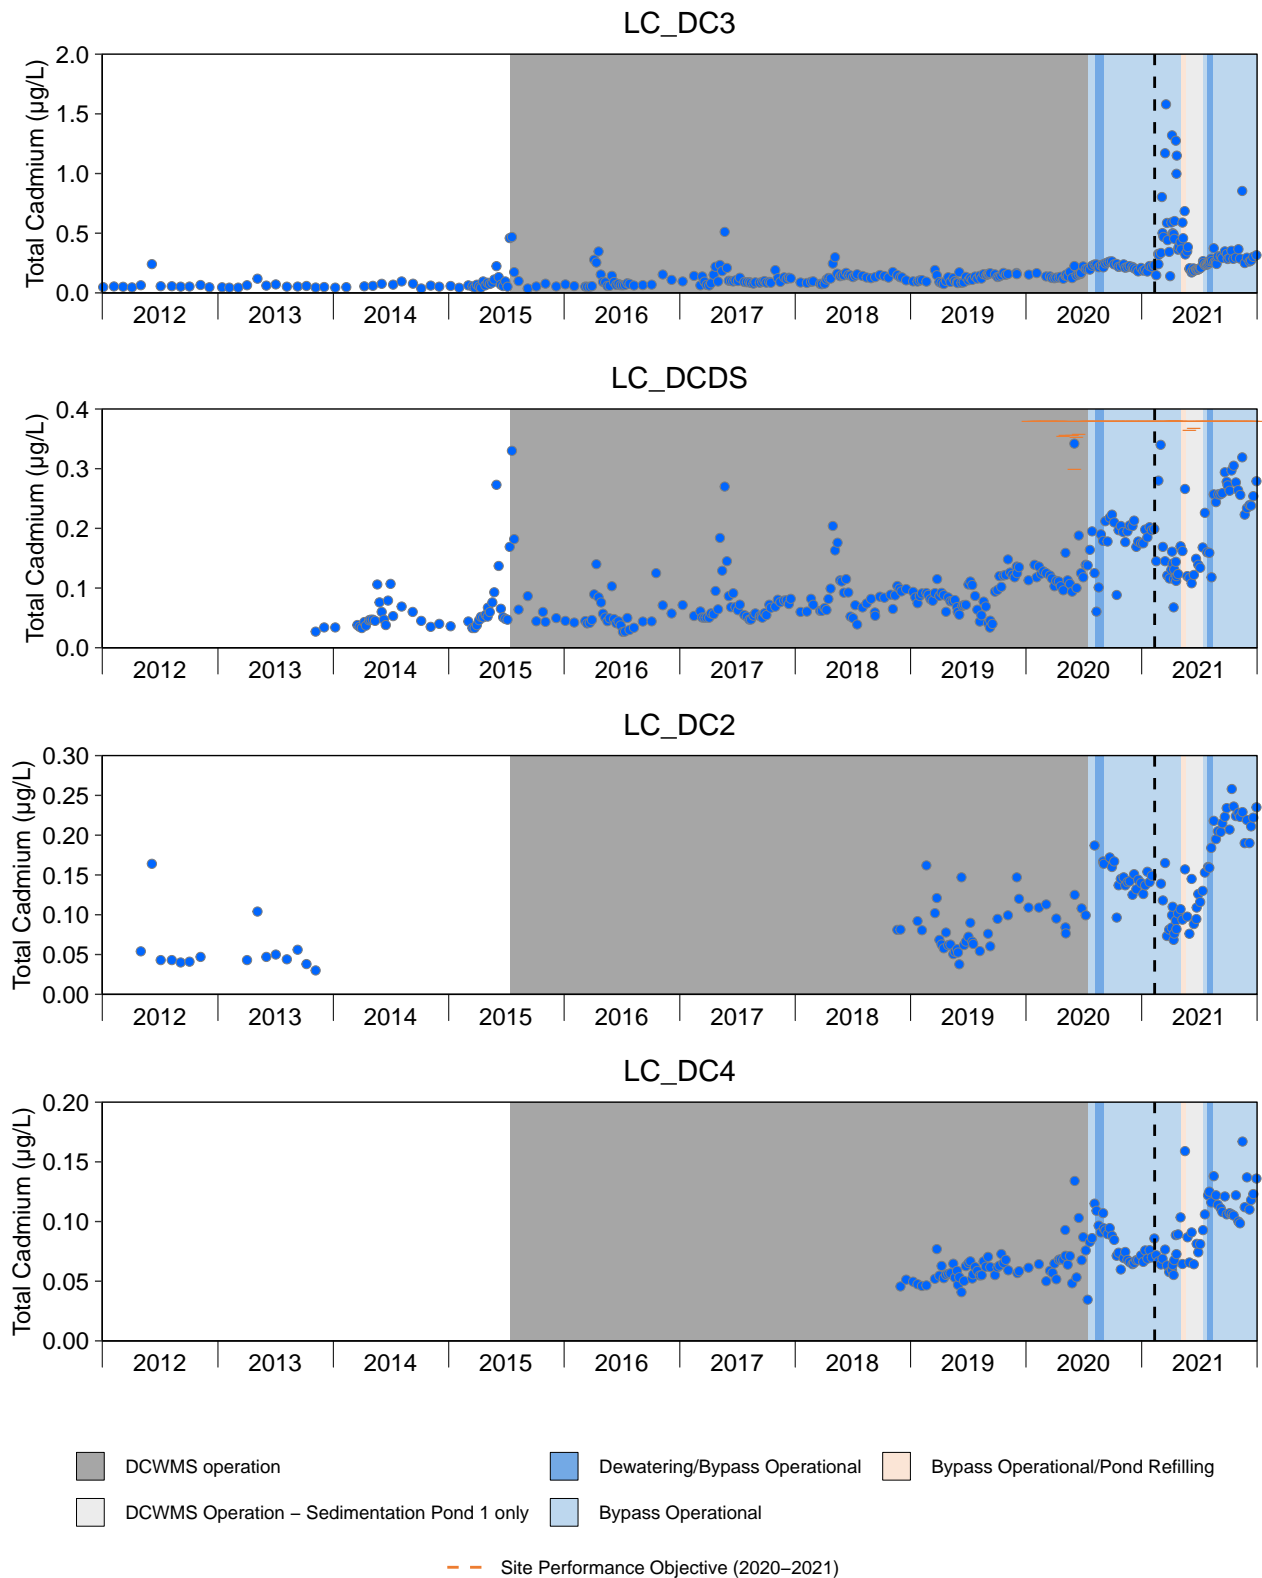 LC_DC3
Total Cadmium (µg/L)
2.0
1.5
1.0
0.5
0.0
2012 2013 2014 2015 2016 2017 2018 2019 2020 2021
LC_DCDS
Total Cadmium (µg/L)
0.4
0.3
0.2
0.1
0.0
2012 2013 2014 2015 2016 2017 2018 2019 2020 2021
LC_DC2
Total Cadmium (µg/L)
0.30
0.25
0.20
0.15
0.10
0.05
0.00
2012 2013 2014 2015 2016 2017 2018 2019 2020 2021
LC_DC4
Total Cadmium (µg/L)
0.20
0.15
0.10
0.05
0.00
2012 2013 2014 2015 2016 2017 2018 2019 2020 2021
DCWMS operation
Dewatering/Bypass Operational
Bypass Operational/Pond Refilling
DCWMS Operation – Sedimentation Pond 1 only
Bypass Operational
Site Performance Objective (2020–2021)